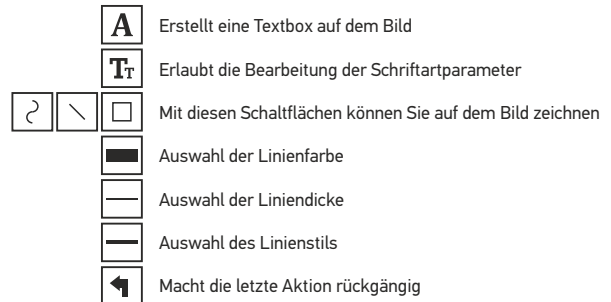 A Erstellt eine Textbox auf dem Bild
TT Erlaubt die Bearbeitung der Schriftartparameter
Mit diesen Schaltflächen können Sie auf dem Bild zeichnen
Auswahl der Linienfarbe
Auswahl der Liniendicke
Auswahl des Linienstils
Macht die letzte Aktion rückgängig